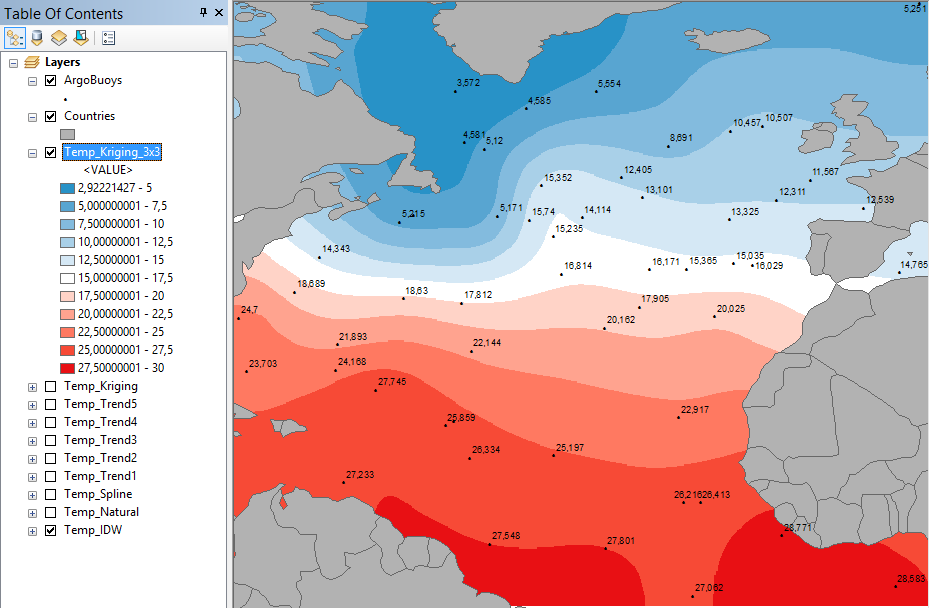 Table Of Contents
Layers
ArgoBuoys
Countries
Temp_Kriging_3x3
<VALUE>
2,92221427 - 5
5,000000001 - 7,5
7,500000001 - 10
10,00000001 - 12,5
12,50000001 - 15
15,00000001 - 17,5
17,50000001 - 20
20,00000001 - 22,5
22,50000001 - 25
25,00000001 - 27,5
27,50000001 - 30
Temp_Kriging
Temp_Trend5
Temp_Trend4
Temp_Trend3
Temp_Trend2
Temp_Trend1
Temp_Spline
Temp_Natural
Temp_IDW
5,251
3,572
5,554
4,585
10,457
10,507
4,581
5,12
8,691
15,352
12,405
11,567
13,101
12,311
12,539
5,215
5,171
15,74
14,114
13,325
15,235
14,343
16,814
16,171
15,365
15,035
16,029
14,765
18,689
18,63
17,812
17,905
24,7
20,162
20,025
21,893
22,144
23,703
24,168
27,745
25,859
22,917
26,334
25,197
27,233
26,216
26,413
27,548
27,801
28,771
27,062
28,583